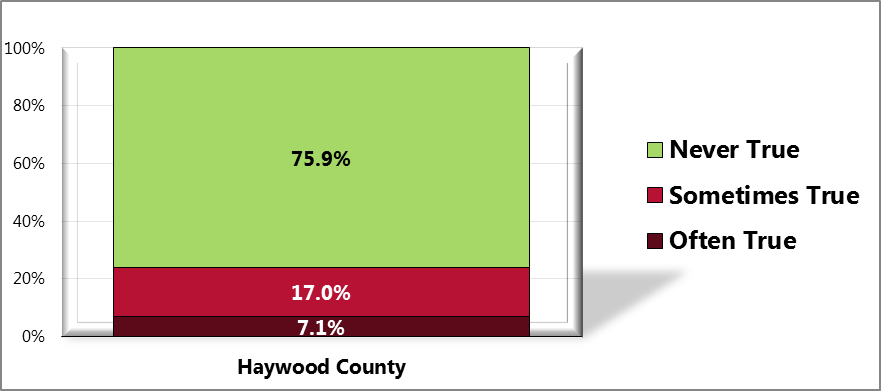 100%
80%
60%
40%
20%
0%
75.9%
17.0%
7.1%
Haywood County
Never True
Sometimes True
Often True